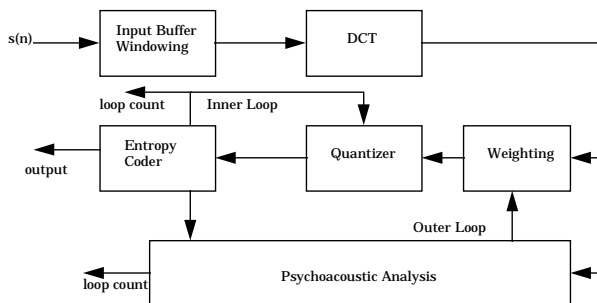 s(n)
Input Buffer
Windowing
DCT
loop count
Inner Loop
Entropy
Coder
Quantizer
Weighting
output
Outer Loop
Psychoacoustic Analysis
loop count